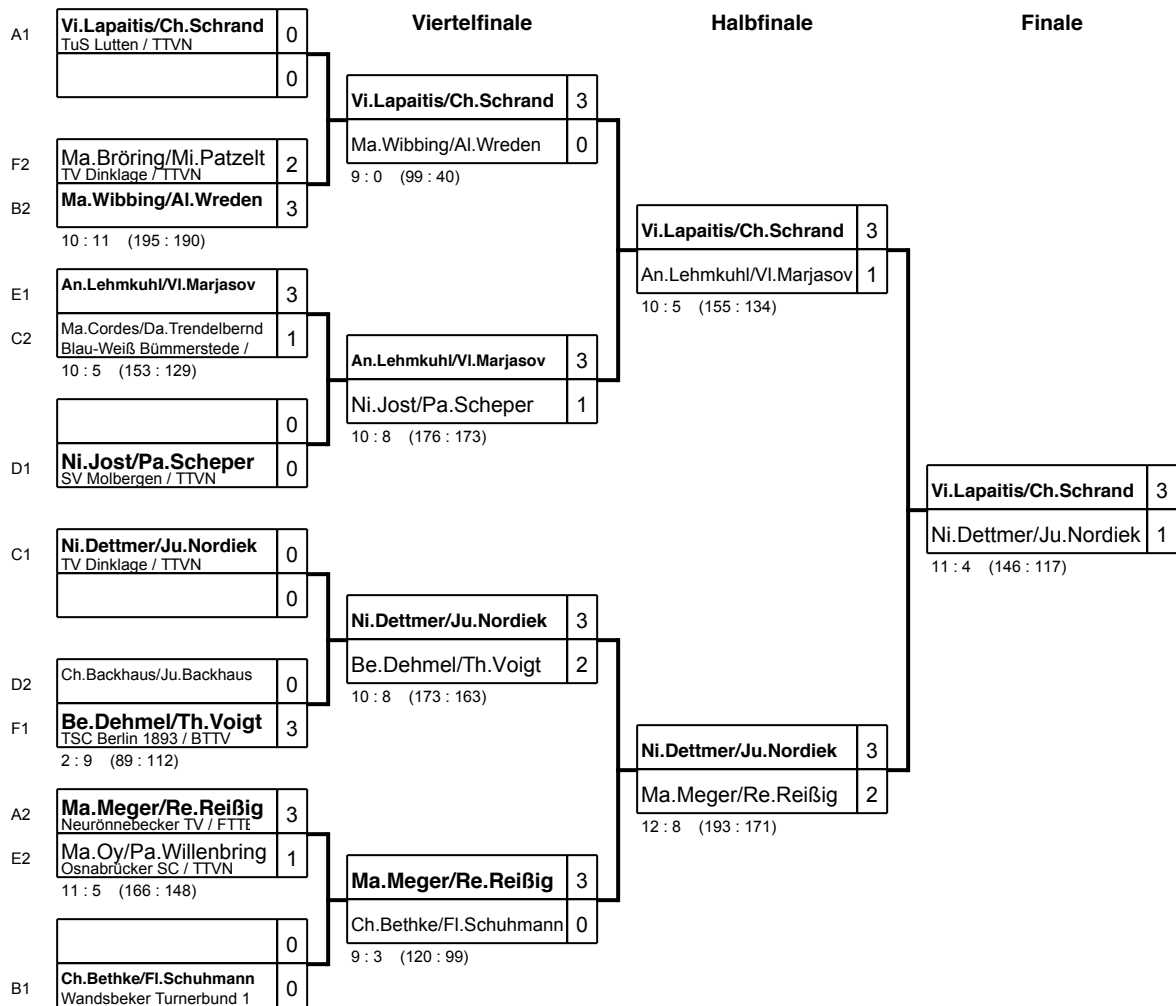 Viertelfinale
Halbfinale
Finale
A1
Vi.Lapaitis/Ch.Schrand 0
TuS Lutten / TTVN
0
F2
Ma.Bröring/Mi.Patzelt 2
TV Dinklage / TTVN
B2
Ma.Wibbing/Al.Wreden 3
10 : 11 (195 : 190)
E1
An.Lehmkuhl/Vl.Marjasov 3
C2
Ma.Cordes/Da.Trendelbernd 1
Blau-Weiß Bümmerstede /
10 : 5 (153 : 129)
0
D1
Ni.Jost/Pa.Scheper 0
SV Molbergen / TTVN
C1
Ni.Dettmer/Ju.Nordiek 0
TV Dinklage / TTVN
0
D2
Ch.Backhaus/Ju.Backhaus 0
F1
Be.Dehmel/Th.Voigt 3
TSC Berlin 1893 / BTTV
2 : 9 (89 : 112)
A2
Ma.Meger/Re.Reißig 3
Neurönnebecker TV / FTTB
E2
Ma.Oy/Pa.Willenbring 1
Osnabrücker SC / TTVN
11 : 5 (166 : 148)
0
B1
Ch.Bethke/Fl.Schuhmann 0
Wandsbeker Turnerbund 1
Vi.Lapaitis/Ch.Schrand 3
Ma.Wibbing/Al.Wreden 0
9 : 0 (99 : 40)
An.Lehmkuhl/Vl.Marjasov 3
Ni.Jost/Pa.Scheper 1
10 : 8 (176 : 173)
Ni.Dettmer/Ju.Nordiek 3
Be.Dehmel/Th.Voigt 2
10 : 8 (173 : 163)
Ma.Meger/Re.Reißig 3
Ch.Bethke/Fl.Schuhmann 0
9 : 3 (120 : 99)
Vi.Lapaitis/Ch.Schrand 3
An.Lehmkuhl/Vl.Marjasov 1
10 : 5 (155 : 134)
Ni.Dettmer/Ju.Nordiek 3
Ma.Meger/Re.Reißig 2
12 : 8 (193 : 171)
Vi.Lapaitis/Ch.Schrand 3
Ni.Dettmer/Ju.Nordiek 1
11 : 4 (146 : 117)